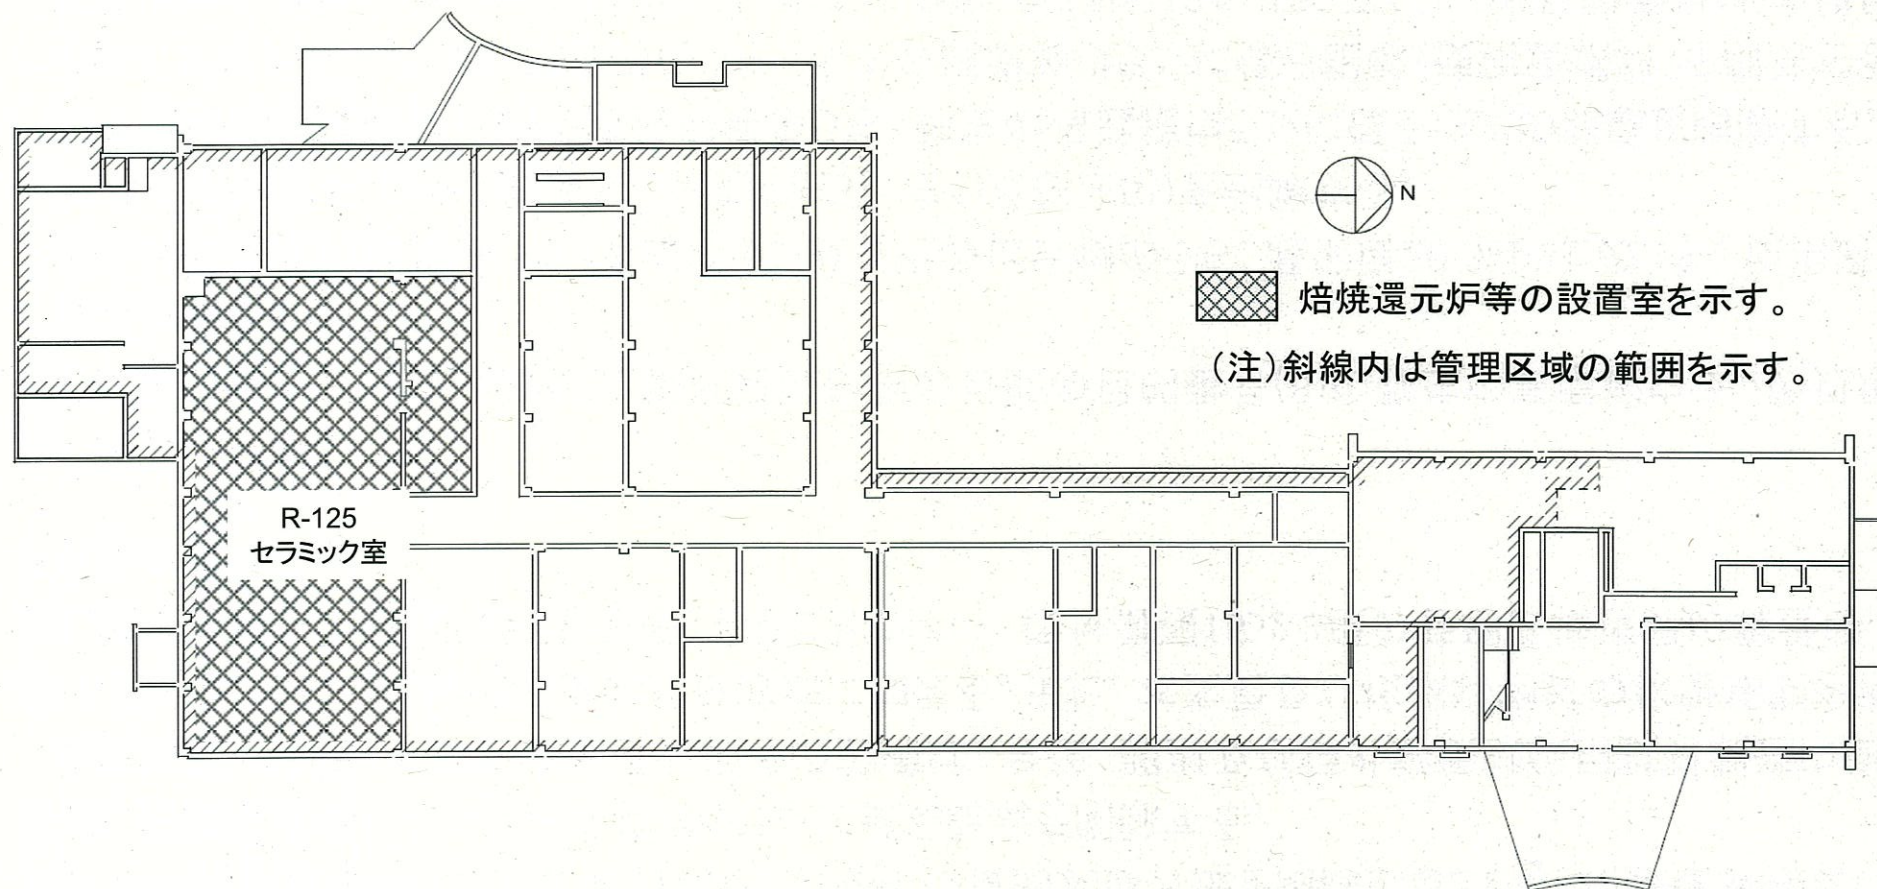 N
焙焼還元炉等の設置室を示す。
(注)斜線内は管理区域の範囲を示す。
R-125
セラミック室